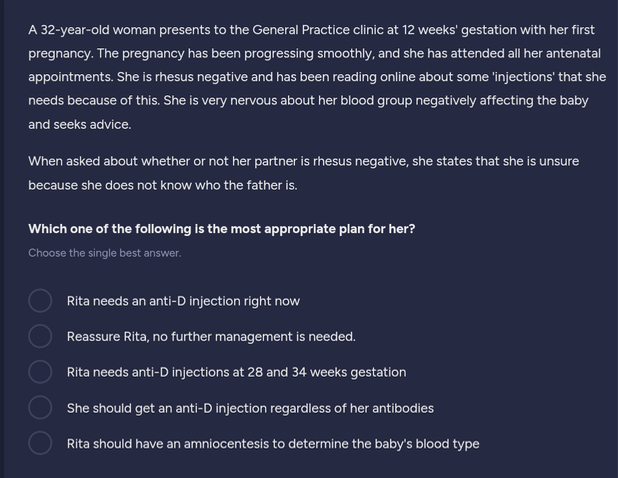 A 32-year-old woman presents to the General Practice clinic at 12 weeks' gestation with her first
pregnancy. The pregnancy has been progressing smoothly, and she has attended all her antenatal
appointments. She is rhesus negative and has been reading online about some 'injections' that she
needs because of this. She is very nervous about her blood group negatively affecting the baby
and seeks advice.
When asked about whether or not her partner is rhesus negative, she states that she is unsure
because she does not know who the father is.
Which one of the following is the most appropriate plan for her?
Choose the single best answer.
Rita needs an anti-D injection right now
Reassure Rita, no further management is needed.
Rita needs anti-D injections at 28 and 34 weeks gestation
She should get an anti-D injection regardless of her antibodies
Rita should have an amniocentesis to determine the baby's blood type